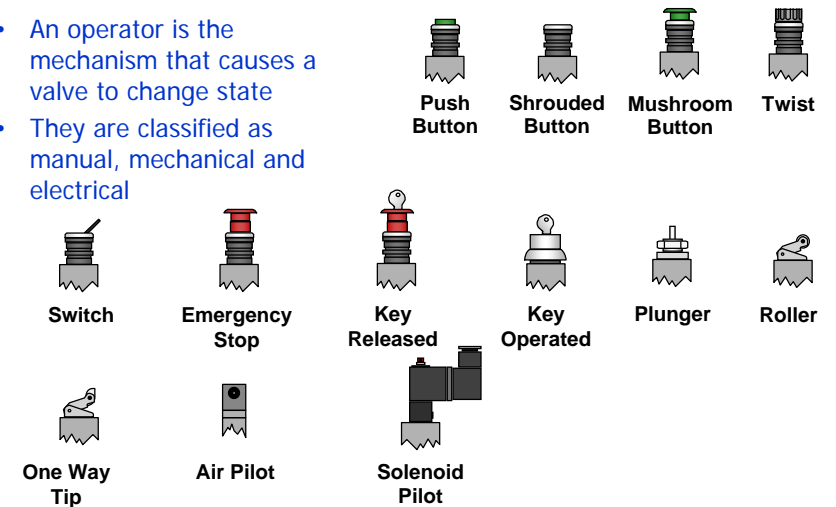 • An operator is the
mechanism that causes a
valve to change state
• They are classified as
manual, mechanical and
electrical
Push
Button
Shrouded
Button
Mushroom
Button
Twist
Switch
Emergency
Stop
Key
Released
Key
Operated
Plunger
Roller
One Way
Tip
Air Pilot
Solenoid
Pilot